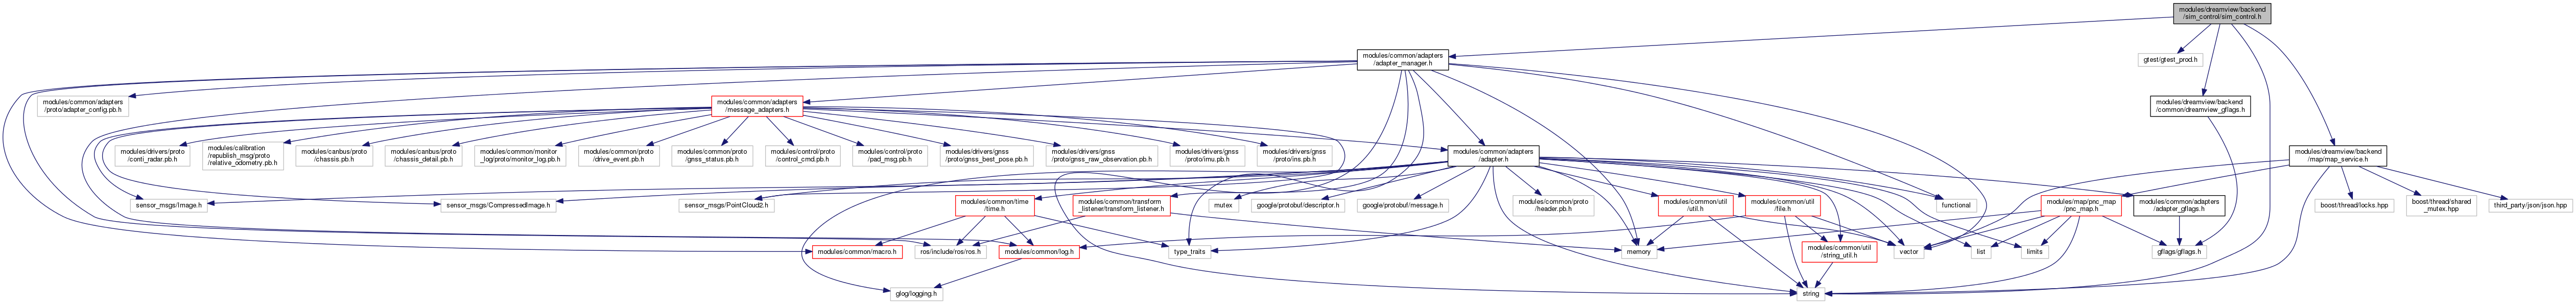 modules/dreamview/backend
/sim_control/sim_control.h
modules/common/adapters
/adapter_manager.h
gtest/gtest_prod.h
modules/common/adapters
/proto/adapter_config.pb.h
modules/common/adapters
/message_adapters.h
modules/dreamview/backend
/common/dreamview_gflags.h
modules/drivers/proto
/conti_radar.pb.h
modules/calibration
/republish_msg/proto
/relative_odometry.pb.h
modules/canbus/proto
/chassis.pb.h
modules/canbus/proto
/chassis_detail.pb.h
modules/common/monitor
_log/proto/monitor_log.pb.h
modules/common/proto
/drive_event.pb.h
modules/common/proto
/gnss_status.pb.h
modules/control/proto
/control_cmd.pb.h
modules/control/proto
/pad_msg.pb.h
modules/drivers/gnss
/proto/gnss_best_pose.pb.h
modules/drivers/gnss
/proto/gnss_raw_observation.pb.h
modules/drivers/gnss
/proto/imu.pb.h
modules/drivers/gnss
/proto/ins.pb.h
modules/common/adapters
/adapter.h
modules/dreamview/backend
/map/map_service.h
sensor_msgs/Image.h
sensor_msgs/CompressedImage.h
sensor_msgs/PointCloud2.h
modules/common/time
/time.h
modules/common/transform
_listener/transform_listener.h
mutex
google/protobuf/descriptor.h
google/protobuf/message.h
modules/common/proto
/header.pb.h
modules/common/util
/util.h
modules/common/util
/file.h
functional
modules/map/pnc_map
/pnc_map.h
modules/common/adapters
/adapter_gflags.h
boost/thread/locks.hpp
boost/thread/shared
_mutex.hpp
third_party/json/json.hpp
modules/common/macro.h
ros/include/ros/ros.h
modules/common/log.h
type_traits
memory
modules/common/util
/string_util.h
vector
list
limits
gflags/gflags.h
glog/logging.h
string